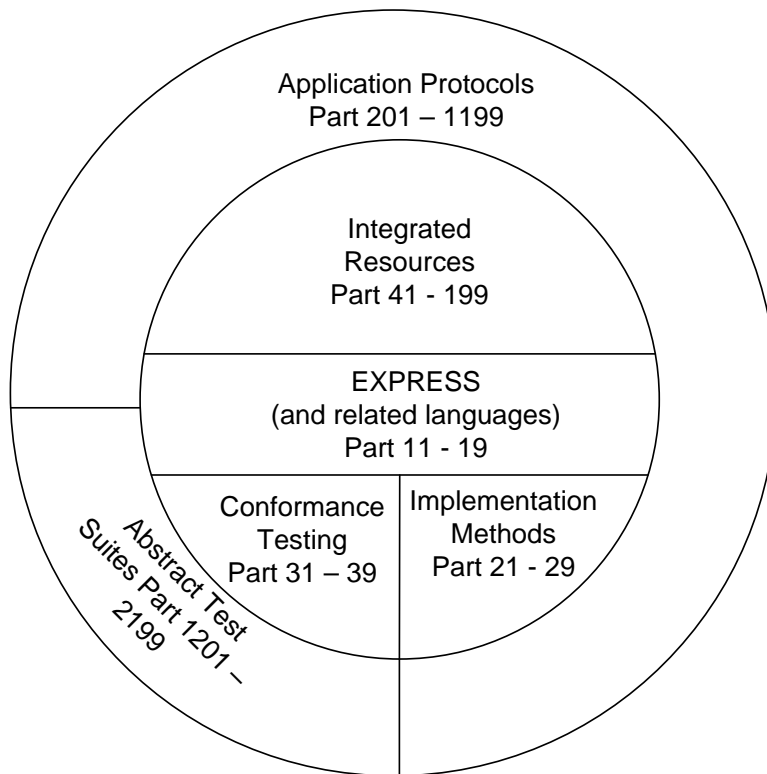 Application Protocols
Part 201 – 1199
Integrated
Resources
Part 41 - 199
EXPRESS
(and related languages)
Part 11 - 19
Conformance
Testing
Part 31 – 39
Implementation
Methods
Part 21 - 29
Abstract Test
Suites Part 1201 –
2199